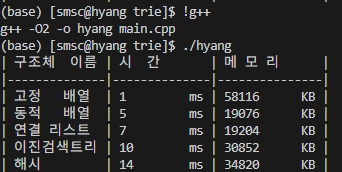 (base) [smsc@hyang trie]$ !g++
g++ -O2 -o hyang main.cpp
(base) [smsc@hyang trie]$ ./hyang
| 구조체 이름 | 시 간 | 메 모 리 |
|---------------|---------------|---------------|
| 고정 배열 | 1 ms | 58116 KB |
| 동적 배열 | 5 ms | 19076 KB |
| 연결 리스트 | 7 ms | 19204 KB |
| 이진검색트리 | 10 ms | 30852 KB |
| 해시 | 14 ms | 34820 KB |